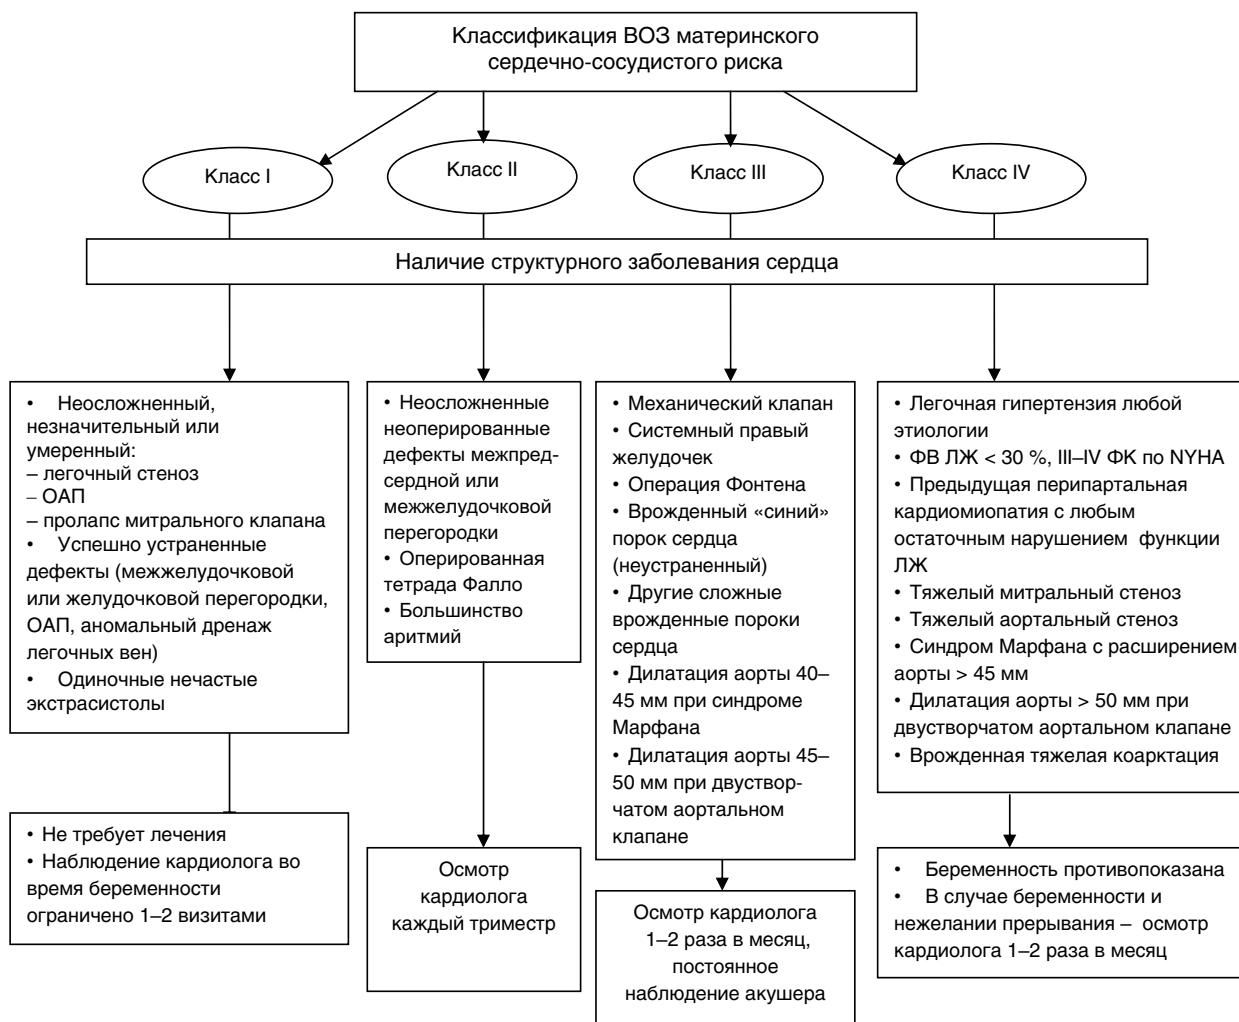 Классификация ВОЗ материнского
сердечно-сосудистого риска
Класс I
Класс II
Класс III
Класс IV
Наличие структурного заболевания сердца
• Неосложненный,
незначительный или
умеренный:
– легочный стеноз
– ОАП
– пролапс митрального клапана
• Успешно устраненные
дефекты (межжелудочковой
или желудочковой перегородки,
ОАП, аномальный дренаж
легочных вен)
• Одиночные нечастые
экстрасистолы
• Неосложненные
неоперированные
дефекты межпред-
сердной или
межжелудочковой
перегородки
• Оперированная
тетрада Фалло
• Большинство
аритмий
• Механический клапан
• Системный правый
желудочек
• Операция Фонтена
• Врожденный «синий»
порок сердца
(неустраненный)
• Другие сложные
врожденные пороки
сердца
• Дилатация аорты 40–
45 мм при синдроме
Марфана
• Дилатация аорты 45–
50 мм при двуствор-
чатом аортальном
клапане
• Легочная гипертензия любой
этиологии
• ФВ ЛЖ < 30 %, III–IV ФК по NYHA
• Предыдущая перипартальная
кардиомиопатия с любым
остаточным нарушением функции
ЛЖ
• Тяжелый митральный стеноз
• Тяжелый аортальный стеноз
• Синдром Марфана с расширением
аорты > 45 мм
• Дилатация аорты > 50 мм при
двустворчатом аортальном клапане
• Врожденная тяжелая коарктация
• Не требует лечения
• Наблюдение кардиолога во
время беременности
ограничено 1–2 визитами
Осмотр
кардиолога
каждый триместр
Осмотр кардиолога
1–2 раза в месяц,
постоянное
наблюдение акушера
• Беременность противопоказана
• В случае беременности и
нежелании прерывания – осмотр
кардиолога 1–2 раза в месяц